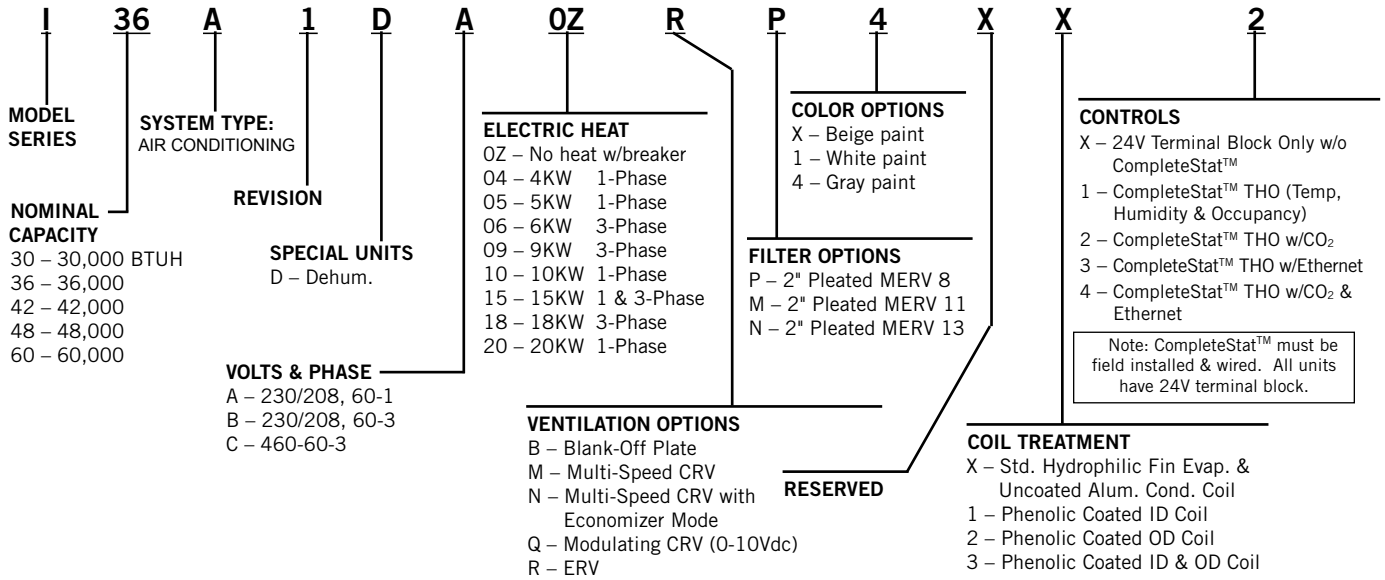 I 36 A 1 D A 0Z R P 4 X X 2
MODEL
SERIES
SYSTEM TYPE:
AIR CONDITIONING
REVISION
NOMINAL
CAPACITY
30 – 30,000 BTUH
36 – 36,000
42 – 42,000
48 – 48,000
60 – 60,000
SPECIAL UNITS
D – Dehum.
VOLTS & PHASE
A – 230/208, 60-1
B – 230/208, 60-3
C – 460-60-3
ELECTRIC HEAT
0Z – No heat w/breaker
04 – 4KW 1-Phase
05 – 5KW 1-Phase
06 – 6KW 3-Phase
09 – 9KW 3-Phase
10 – 10KW 1-Phase
15 – 15KW 1 & 3-Phase
18 – 18KW 3-Phase
20 – 20KW 1-Phase
VENTILATION OPTIONS
B – Blank-Off Plate
M – Multi-Speed CRV
N – Multi-Speed CRV with
Economizer Mode
Q – Modulating CRV (0-10Vdc)
R – ERV
COLOR OPTIONS
X – Beige paint
1 – White paint
4 – Gray paint
FILTER OPTIONS
P – 2" Pleated MERV 8
M – 2" Pleated MERV 11
N – 2" Pleated MERV 13
RESERVED
CONTROLS
X – 24V Terminal Block Only w/o
CompleteStat™
1 – CompleteStat™ THO (Temp,
Humidity & Occupancy)
2 – CompleteStat™ THO w/CO₂
3 – CompleteStat™ THO w/Ethernet
4 – CompleteStat™ THO w/CO₂ &
Ethernet
Note: CompleteStat™ must be
field installed & wired. All units
have 24V terminal block.
COIL TREATMENT
X – Std. Hydrophilic Fin Evap. &
Uncoated Alum. Cond. Coil
1 – Phenolic Coated ID Coil
2 – Phenolic Coated OD Coil
3 – Phenolic Coated ID & OD Coil